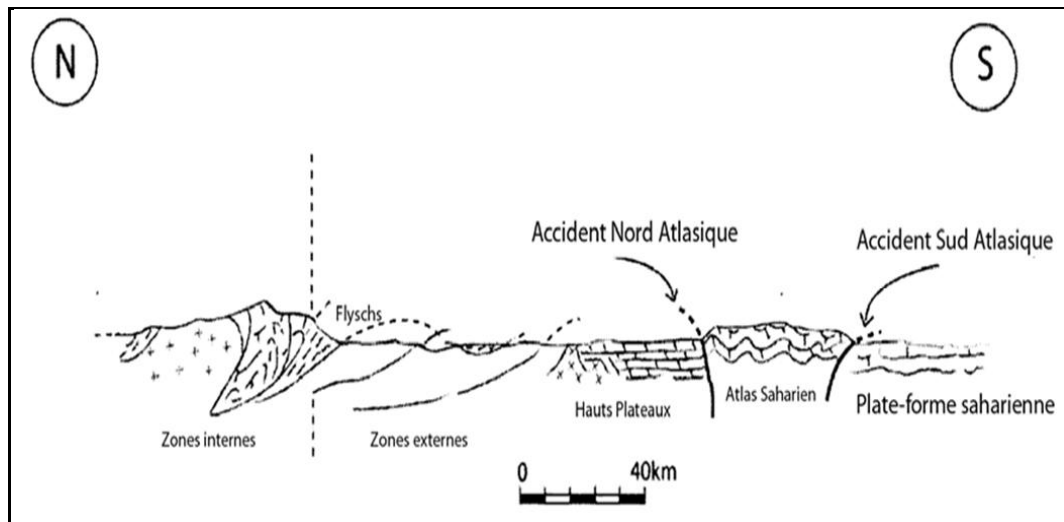 N
S
Accident Nord Atlasique
Accident Sud Atlasique
Flyschs
Hauts Plateaux
Atlas Saharien
Plate-forme saharienne
Zones internes
Zones externes
0
40km